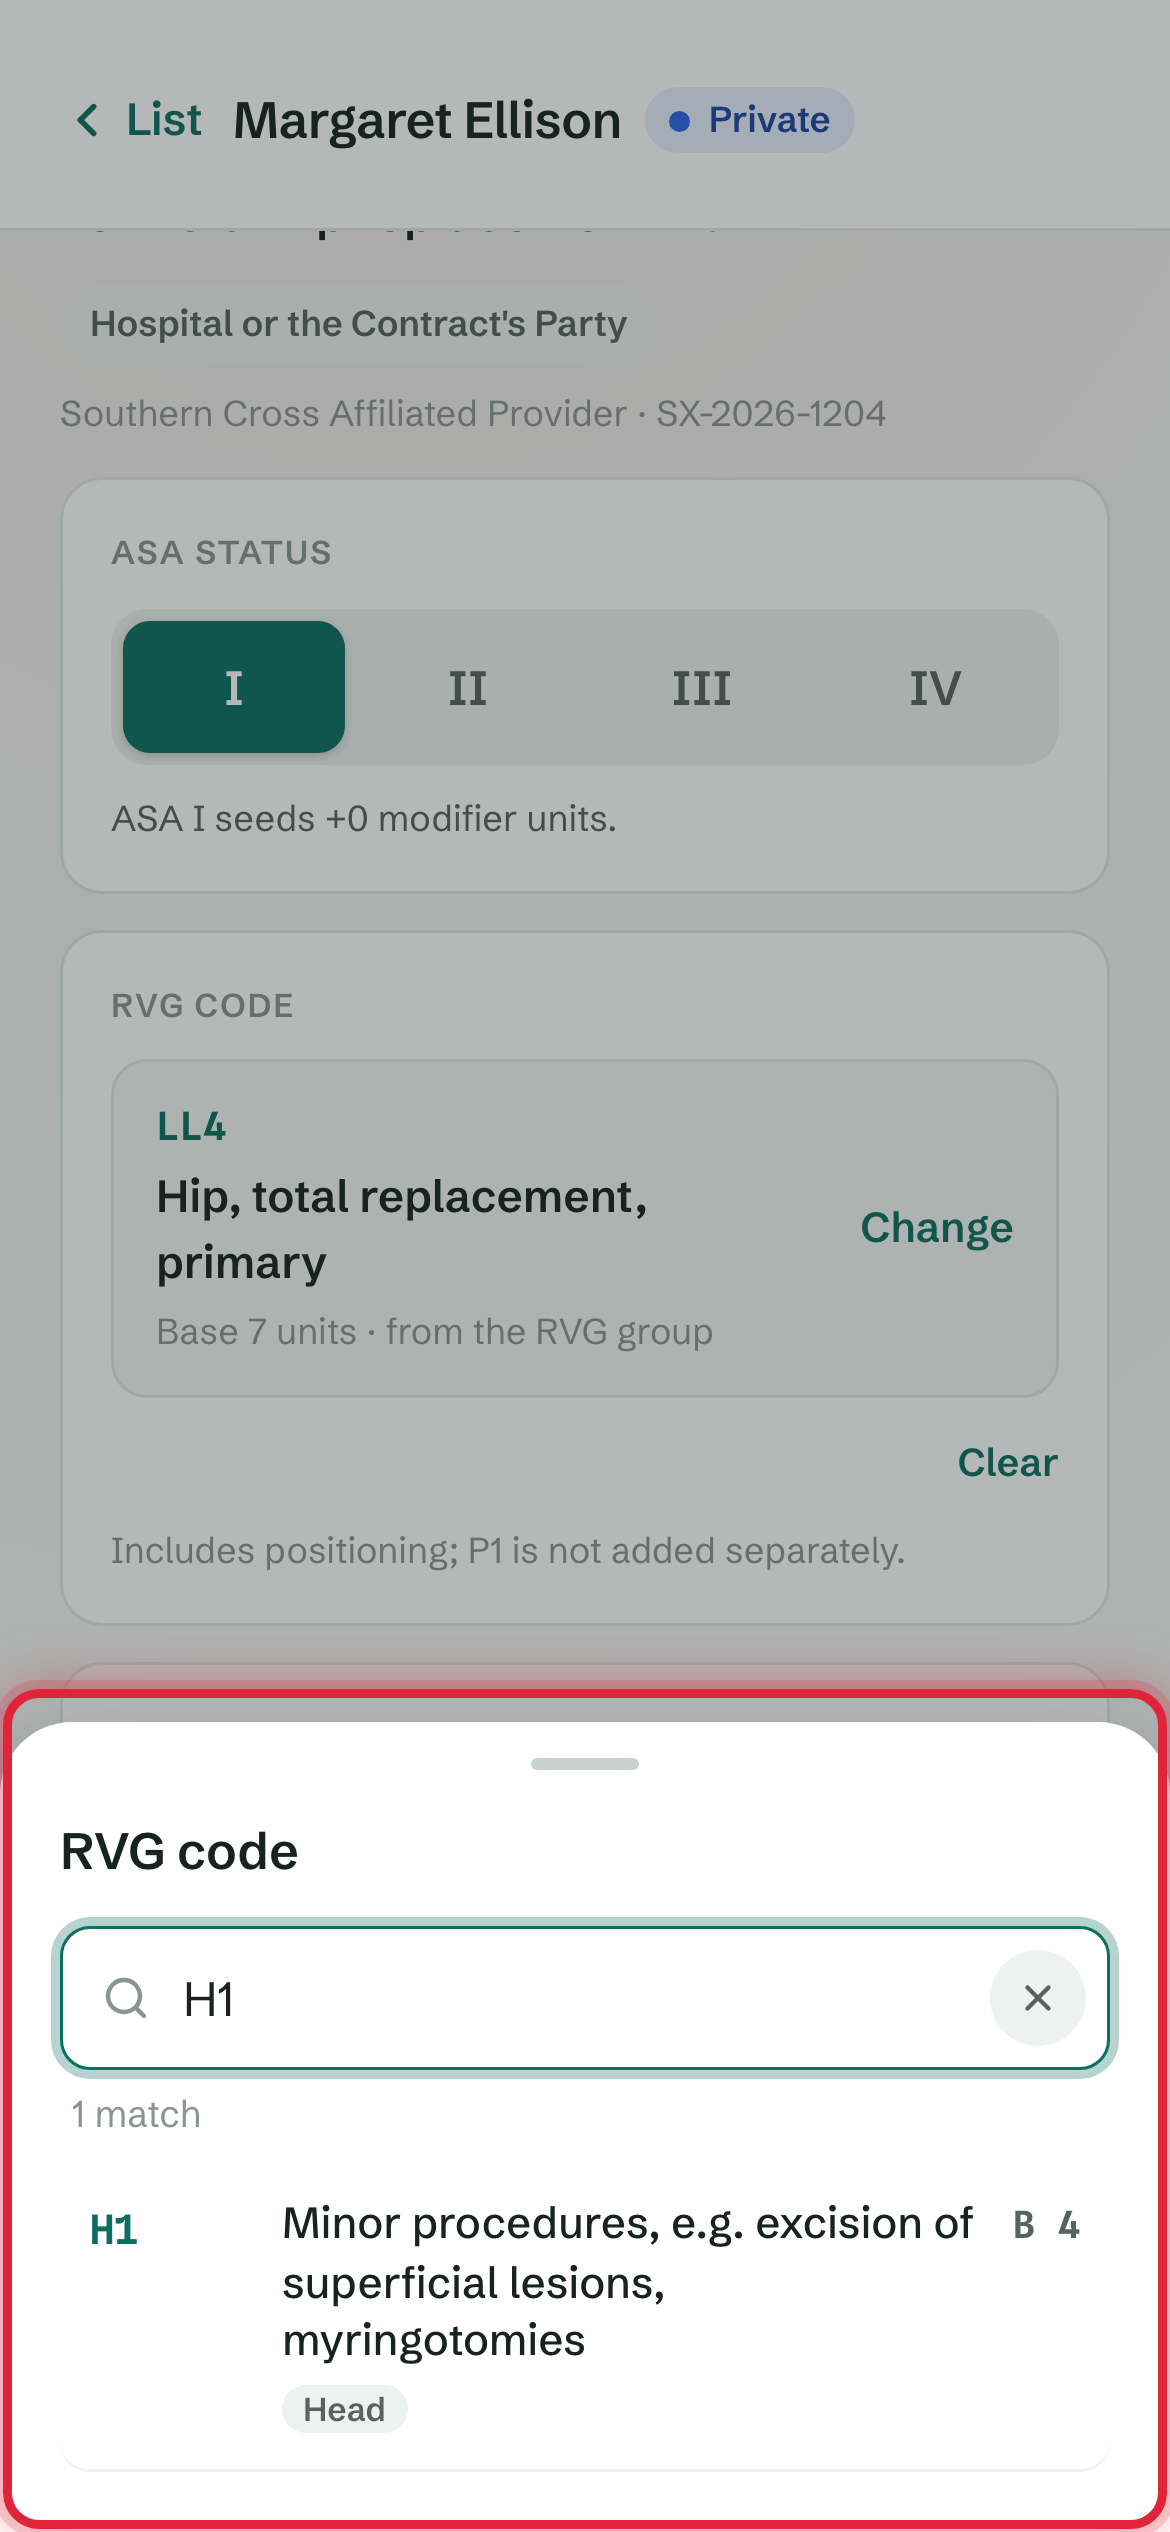 List Margaret Ellison Private
Hospital or the Contract's Party
Southern Cross Affiliated Provider · SX-2026-1204
ASA STATUS
I II III IV
ASA I seeds +0 modifier units.
RVG CODE
LL4
Hip, total replacement,
primary
Change
Base 7 units · from the RVG group
Clear
Includes positioning; P1 is not added separately.
RVG code
H1
1 match
H1 Minor procedures, e.g. excision of B 4
superficial lesions,
myringotomies
Head